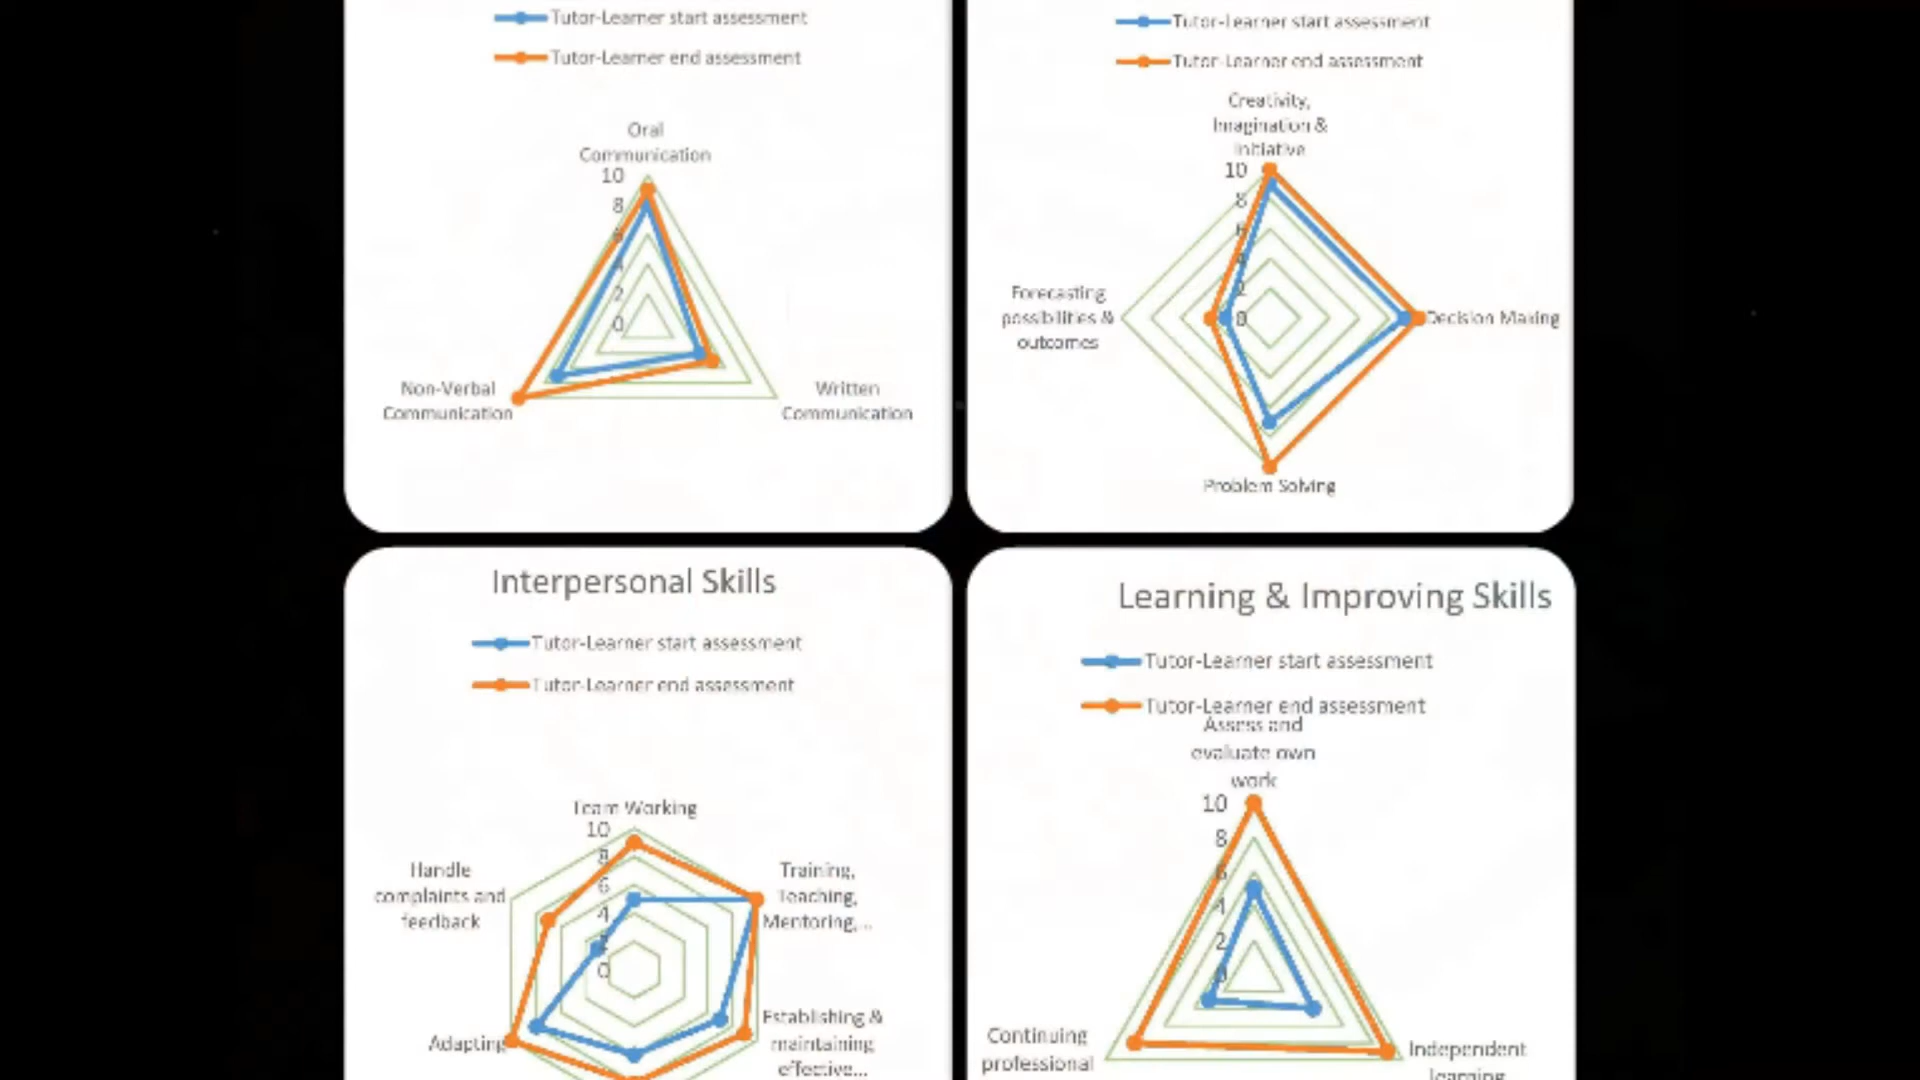 Tutor-Learner start assessment
Tutor-Learner end assessment
Oral
Communication
10
8
6
4
2
0
Non-Verbal
Communication
Written
Communication
Tutor-Learner start assessment
Tutor-Learner end assessment
Creativity,
Imagination &
Initiative
10
8
6
4
2
0
Forecasting
possibilities &
outcomes
Decision Making
Problem Solving
Interpersonal Skills
Tutor-Learner start assessment
Tutor-Learner end assessment
Team Working
10
8
6
4
2
0
Handle
complaints and
feedback
Training,
Teaching,
Mentoring,...
Adapting
Establishing &
maintaining
effective...
Learning & Improving Skills
Tutor-Learner start assessment
Tutor-Learner end assessment
Assess and
evaluate own
work
10
8
6
4
2
0
Continuing
professional
Independent
learning